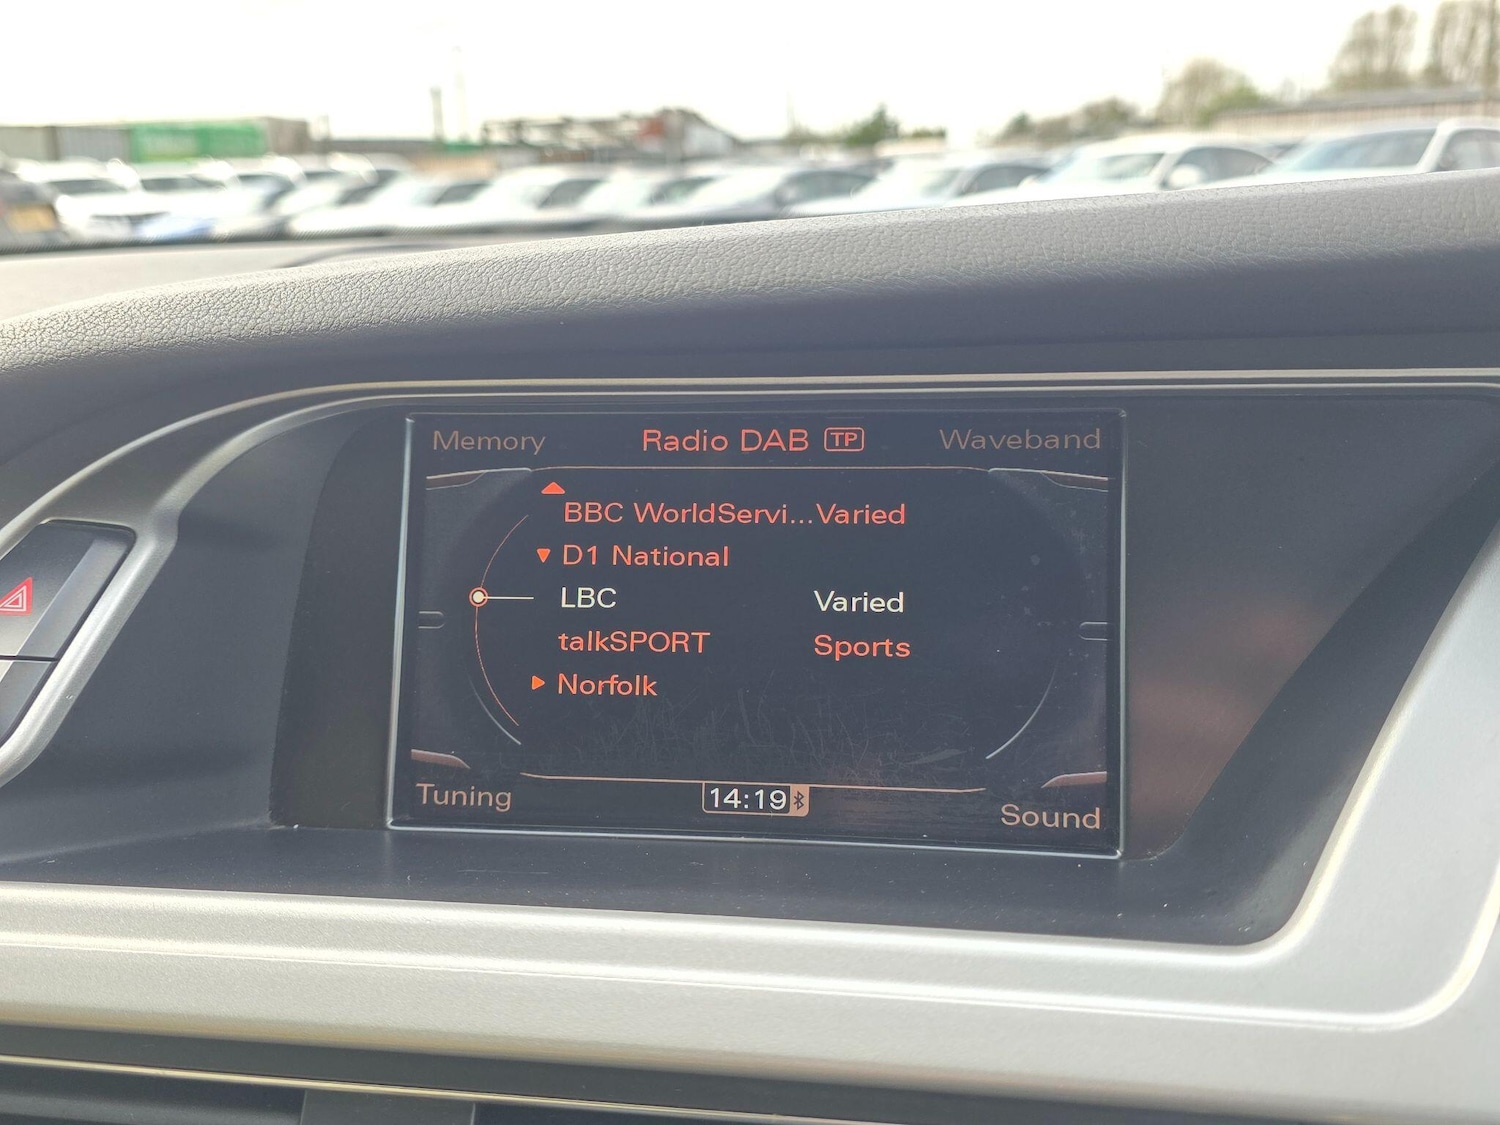 Memory Radio DAB TP Waveband
BBC WorldServi...Varied
D1 National
LBC Varied
talkSPORT Sports
Norfolk
Tuning 14:19 Sound